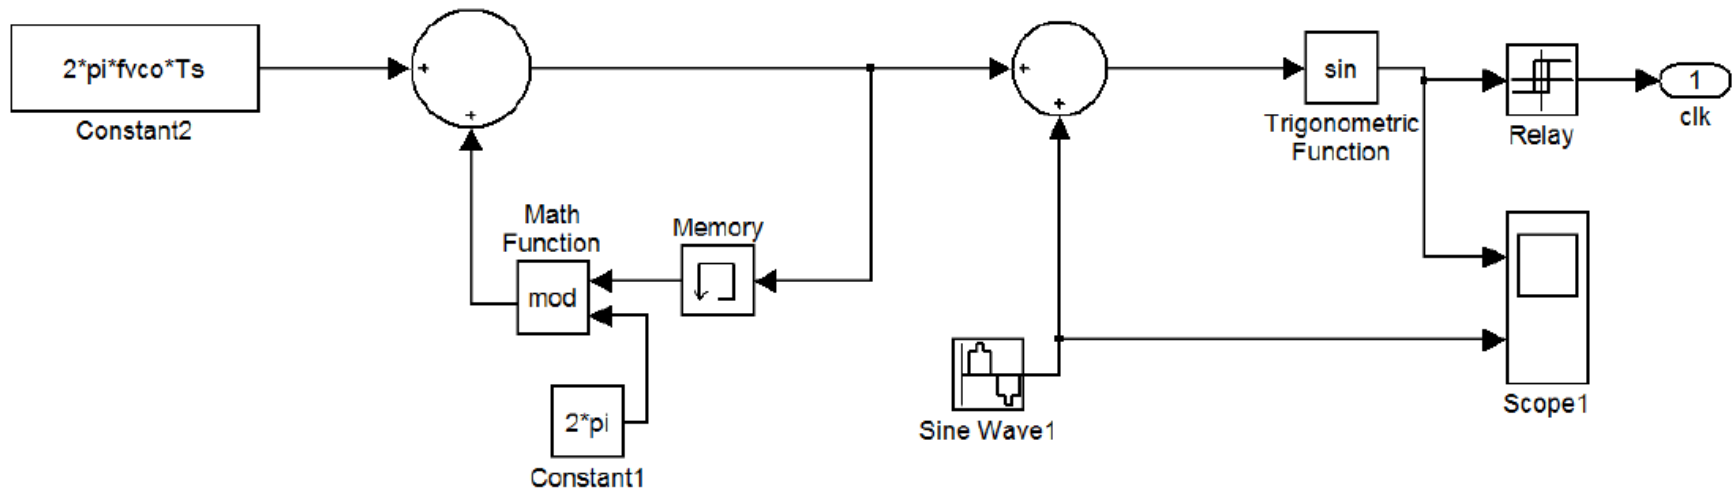 2*pi*fvco*Ts
Constant2
+
+
+
+
sin
Trigonometric
Function
Relay
1
clk
Math
Function
mod
Memory
2*pi
Constant1
Sine Wave1
Scope1